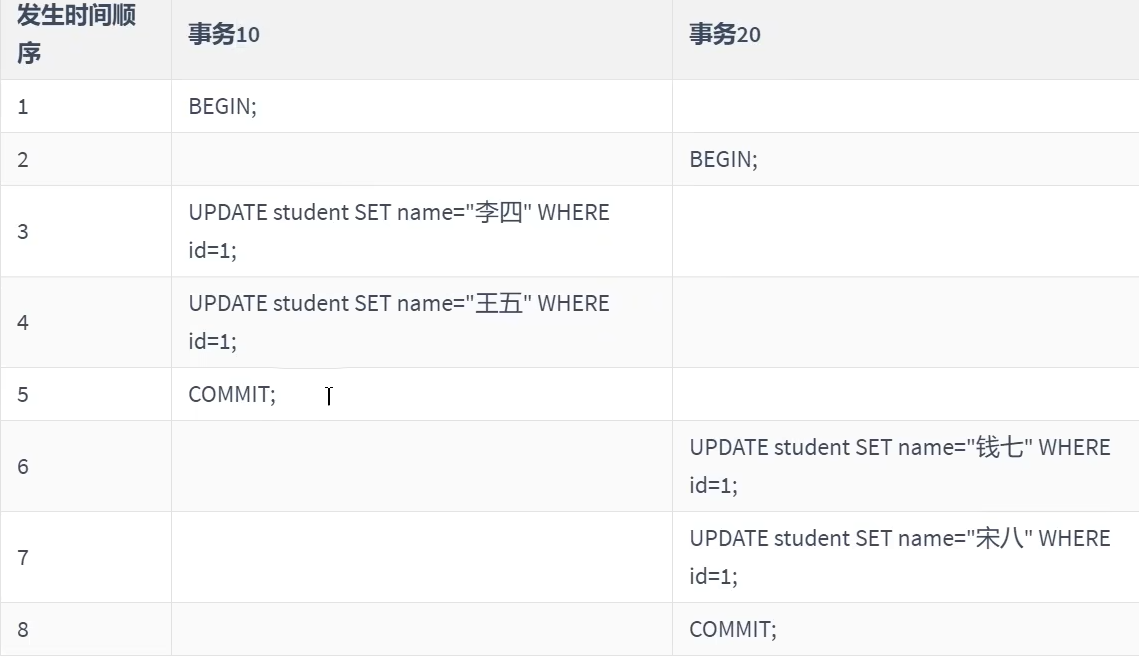 发生时间顺
序
事务10
事务20
1
BEGIN;
2
BEGIN;
3
UPDATE student SET name="李四" WHERE
id=1;
4
UPDATE student SET name="王五" WHERE
id=1;
5
COMMIT;
6
UPDATE student SET name="钱七" WHERE
id=1;
7
UPDATE student SET name="宋八" WHERE
id=1;
8
COMMIT;